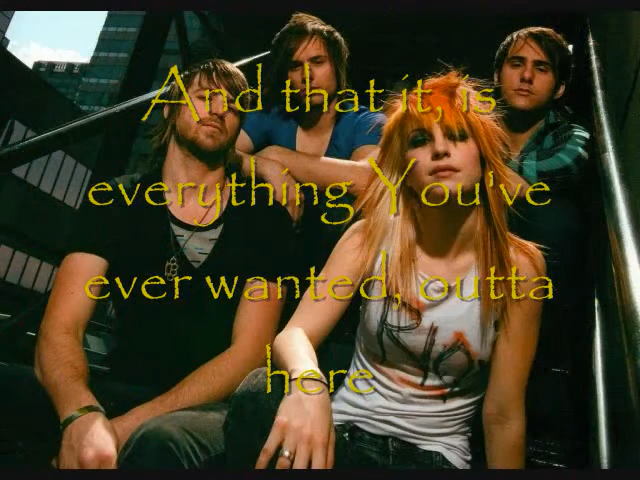 And that it, is
everything You've
ever wanted, outta
here